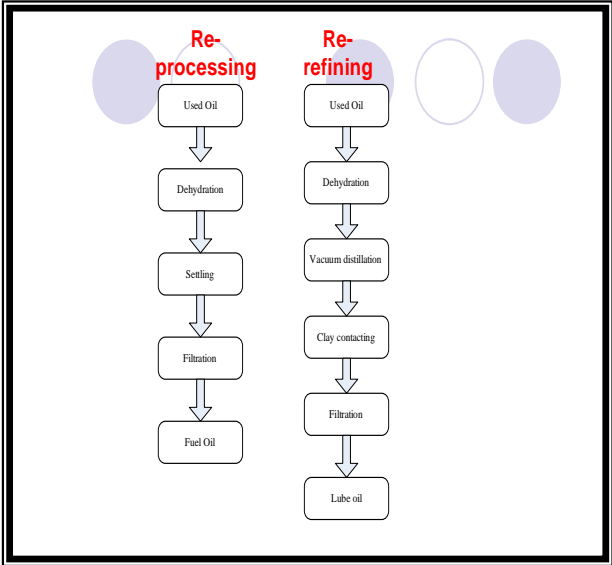 Re-
processing
Used Oil
Dehydration
Settling
Filtration
Fuel Oil
Re-
refining
Used Oil
Dehydration
Vacuum distillation
Clay contacting
Filtration
Lube oil